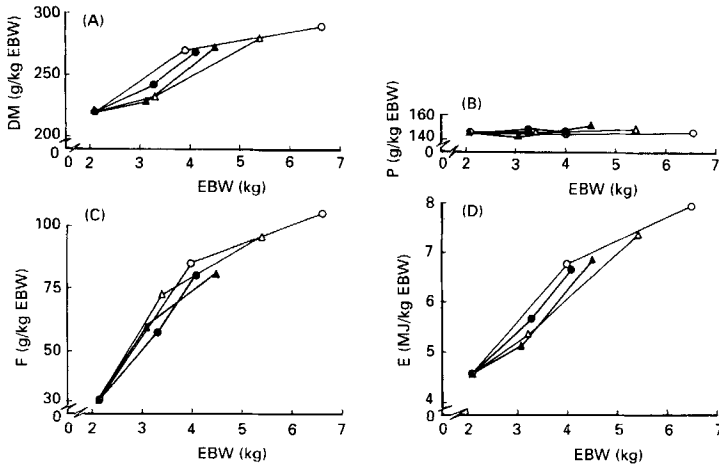 (A)
DM (g/kg EBW)
290
250
200
0
0 2 3 4 5 6 7
EBW (kg)
(B)
P (g/kg EBW)
160
140
0
0 2 3 4 5 6 7
EBW (kg)
(C)
F (g/kg EBW)
100
75
50
30
0
0 2 3 4 5 6 7
EBW (kg)
(D)
E (MJ/kg EBW)
8
7
6
5
4
0
0 2 3 4 5 6 7
EBW (kg)